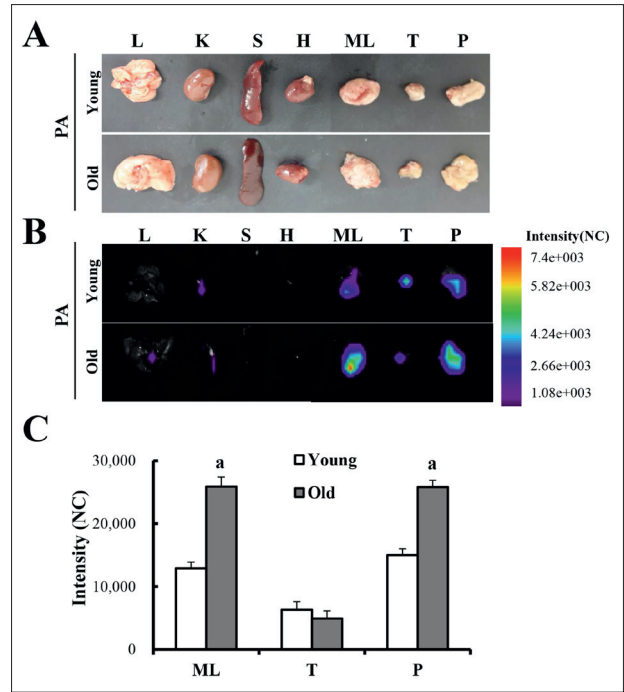 A
L K S H ML T P
PA
Young
Old
B
L K S H ML T P
Intensity(NC)
PA
Young
Old
7.4e+003
5.82e+003
4.24e+003
2.66e+003
1.08e+003
C
Intensity (NC)
30,000
20,000
10,000
0
a
a
Young
Old
ML T P